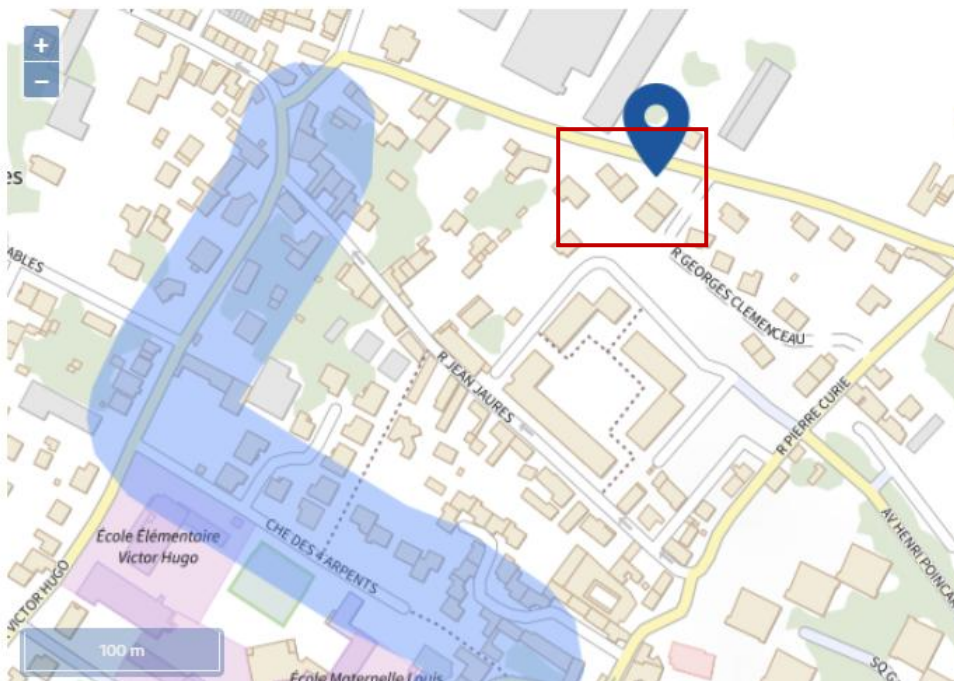 +
−
es
ABLES
R GEORGES CLEMENCEAU
R JEAN JAURES
R PIERRE CURIE
École Élémentaire
Victor Hugo
CHE DES 4 ARPENTS
AV HENRI POINCAR
VICTOR HUGO
100 m
École Maternelle Louis
SQ G